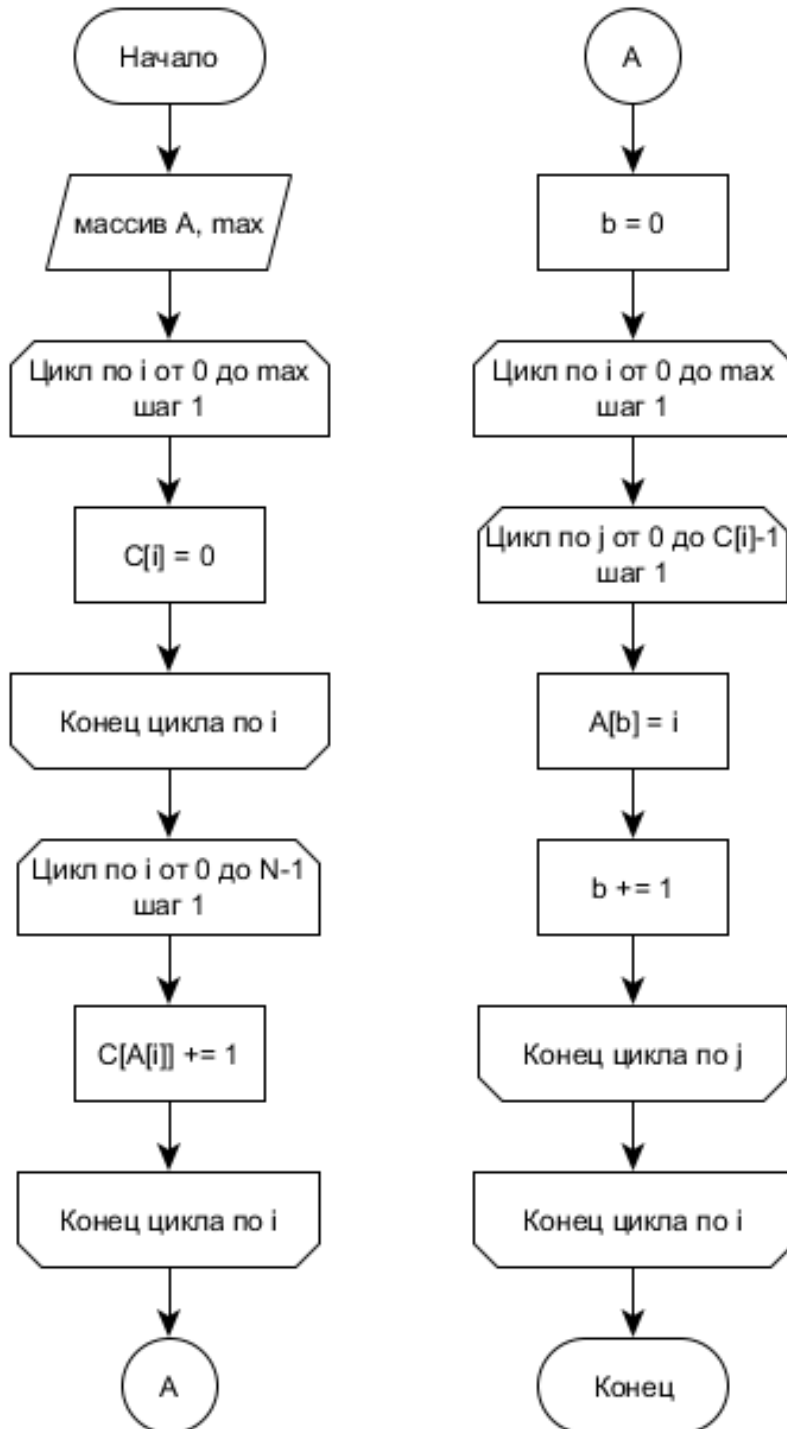 Начало
массив A, max
Цикл по i от 0 до max
шаг 1
C[i] = 0
Конец цикла по i
Цикл по i от 0 до N-1
шаг 1
C[A[i]] += 1
Конец цикла по i
A
A
b = 0
Цикл по i от 0 до max
шаг 1
Цикл по j от 0 до C[i]-1
шаг 1
A[b] = i
b += 1
Конец цикла по j
Конец цикла по i
Конец